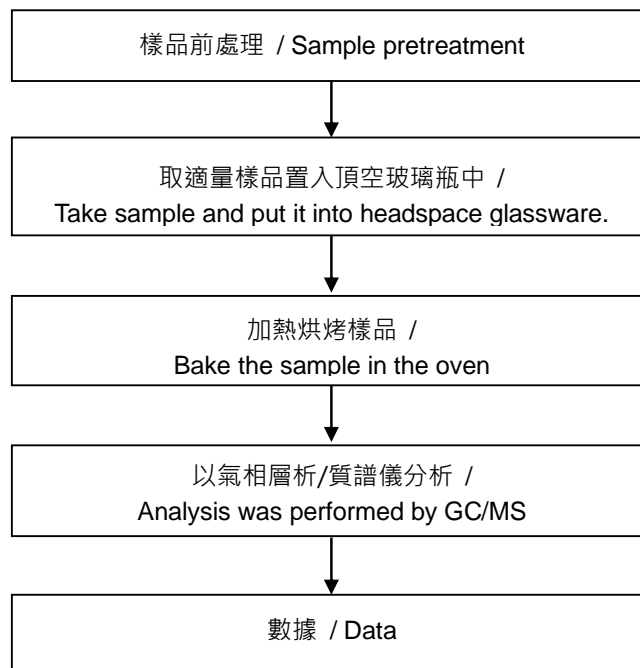 樣品前處理 / Sample pretreatment
取適量樣品置入頂空玻璃瓶中 /
Take sample and put it into headspace glassware.
加熱烘烤樣品 /
Bake the sample in the oven
以氣相層析/質譜儀分析 /
Analysis was performed by GC/MS
數據 / Data